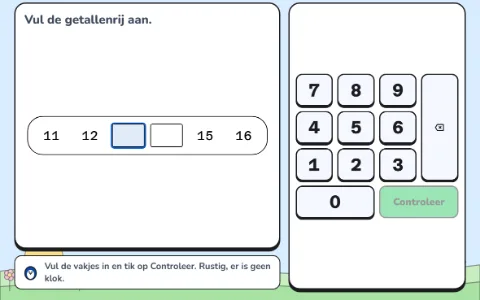 Vul de getallenrij aan.
11 12 15 16
Vul de vakjes in en tik op Controleer. Rustig, er is geen
klok.
7 8 9
4 5 6
1 2 3
0 Controleer